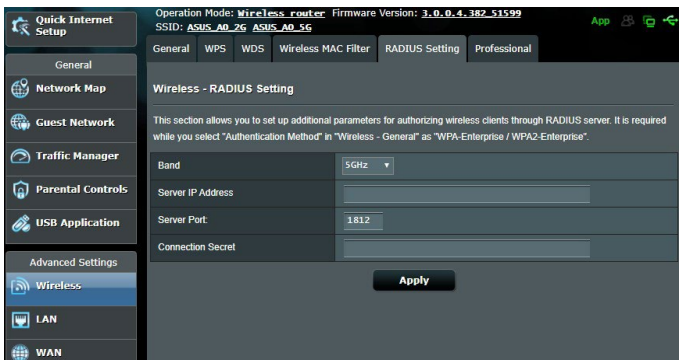 Quick Internet
Setup
Operation Mode: Wireless router Firmware Version: 3.0.0.4.382_51599
SSID: ASUS_A0_2G ASUS_A0_5G
App
General WPS WDS Wireless MAC Filter RADIUS Setting Professional
General
Network Map
Guest Network
Traffic Manager
Parental Controls
USB Application
Advanced Settings
Wireless
LAN
WAN
Wireless - RADIUS Setting
This section allows you to set up additional parameters for authorizing wireless clients through RADIUS server. It is required
while you select "Authentication Method" in "Wireless - General" as "WPA-Enterprise / WPA2-Enterprise".
Band 5GHz
Server IP Address
Server Port: 1812
Connection Secret
Apply